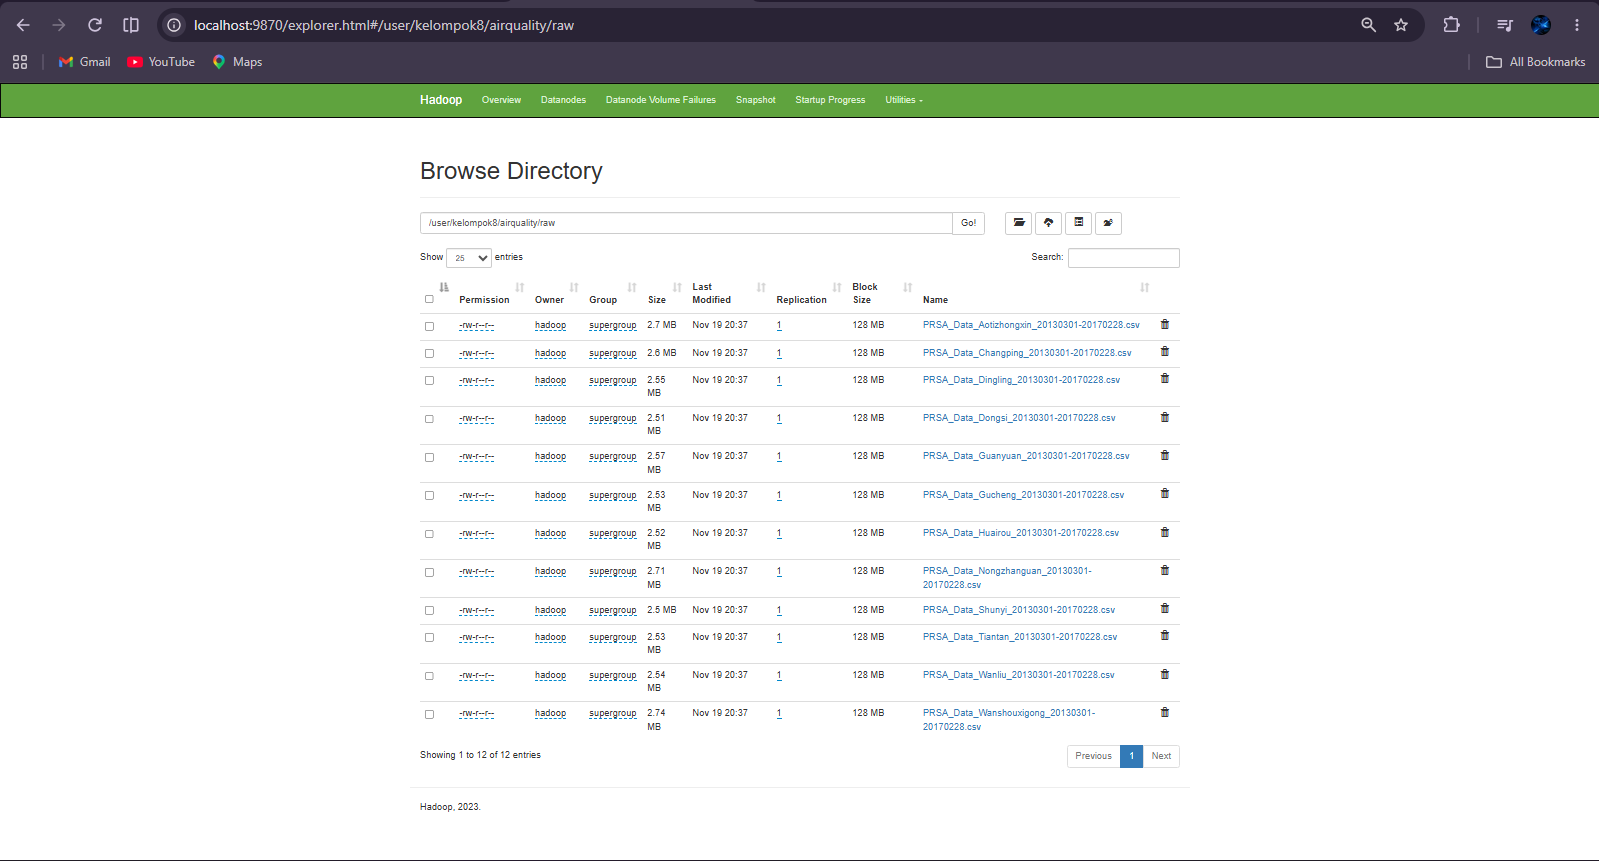 localhost:9870/explorer.html#/user/kelompok8/airquality/raw
Gmail YouTube Maps All Bookmarks
Hadoop Overview Datanodes Datanode Volume Failures Snapshot Startup Progress Utilities
Browse Directory
/user/kelompok8/airquality/raw Go!
Show 25 entries Search:
Permission Owner Group Size Last Modified Replication Block Size Name
-rw-r--r-- hadoop supergroup 2.7 MB Nov 19 20:37 1 128 MB PRSA_Data_Aotizhongxin_20130301-20170228.csv
-rw-r--r-- hadoop supergroup 2.6 MB Nov 19 20:37 1 128 MB PRSA_Data_Changping_20130301-20170228.csv
-rw-r--r-- hadoop supergroup 2.55 MB Nov 19 20:37 1 128 MB PRSA_Data_Dingling_20130301-20170228.csv
-rw-r--r-- hadoop supergroup 2.51 MB Nov 19 20:37 1 128 MB PRSA_Data_Dongsi_20130301-20170228.csv
-rw-r--r-- hadoop supergroup 2.57 MB Nov 19 20:37 1 128 MB PRSA_Data_Guanyuan_20130301-20170228.csv
-rw-r--r-- hadoop supergroup 2.53 MB Nov 19 20:37 1 128 MB PRSA_Data_Gucheng_20130301-20170228.csv
-rw-r--r-- hadoop supergroup 2.52 MB Nov 19 20:37 1 128 MB PRSA_Data_Huairou_20130301-20170228.csv
-rw-r--r-- hadoop supergroup 2.71 MB Nov 19 20:37 1 128 MB PRSA_Data_Nongzhanguan_20130301-20170228.csv
-rw-r--r-- hadoop supergroup 2.5 MB Nov 19 20:37 1 128 MB PRSA_Data_Shunyi_20130301-20170228.csv
-rw-r--r-- hadoop supergroup 2.53 MB Nov 19 20:37 1 128 MB PRSA_Data_Tiantan_20130301-20170228.csv
-rw-r--r-- hadoop supergroup 2.54 MB Nov 19 20:37 1 128 MB PRSA_Data_Wanliu_20130301-20170228.csv
-rw-r--r-- hadoop supergroup 2.74 MB Nov 19 20:37 1 128 MB PRSA_Data_Wanshouxigong_20130301-20170228.csv
Showing 1 to 12 of 12 entries Previous 1 Next
Hadoop, 2023.